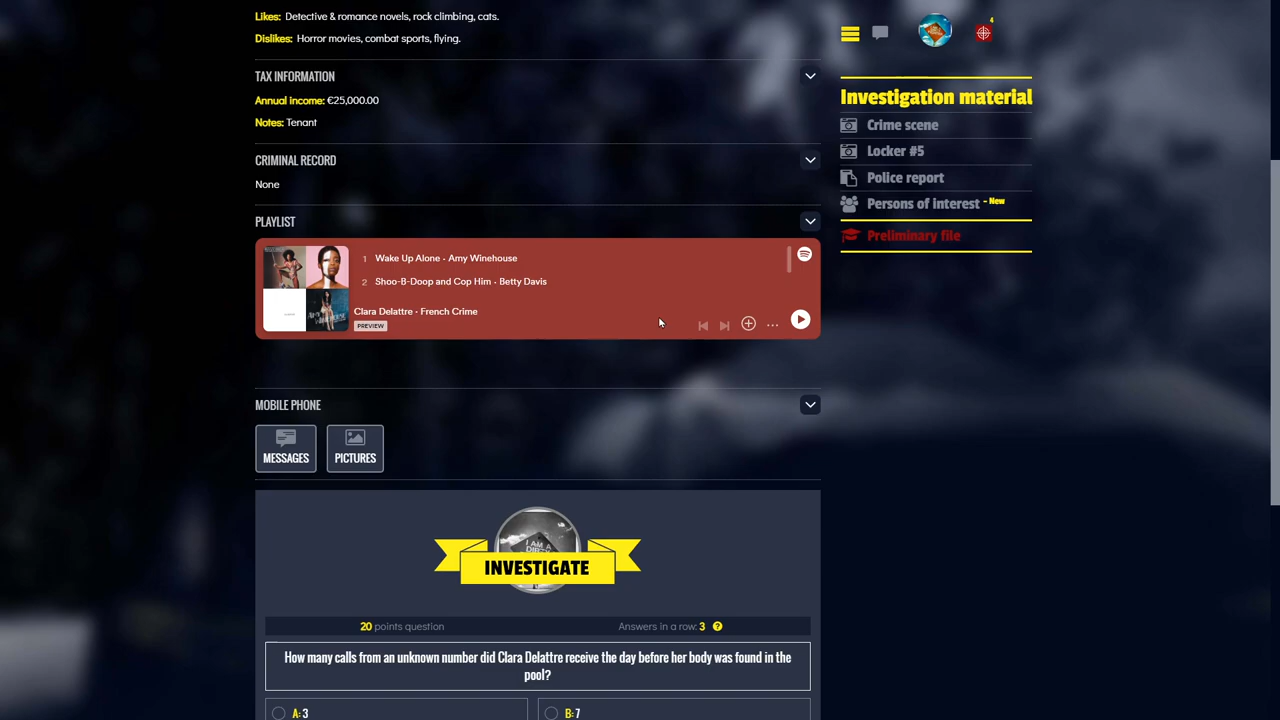 Likes: Detective & romance novels, rock climbing, cats.
Dislikes: Horror movies, combat sports, flying.
TAX INFORMATION
Annual income: €25,000.00
Notes: Tenant
CRIMINAL RECORD
None
PLAYLIST
1 Wake Up Alone · Amy Winehouse
2 Shoo-B-Doop and Cop Him · Betty Davis
Clara Delattre · French Crime
PREVIEW
MOBILE PHONE
MESSAGES
PICTURES
I AM A
INVESTIGATE
20 points question
Answers in a row: 3 ?
How many calls from an unknown number did Clara Delattre receive the day before her body was found in the
pool?
A: 3
B: 7
4
Investigation material
Crime scene
Locker #5
Police report
Persons of interest - New
Preliminary file